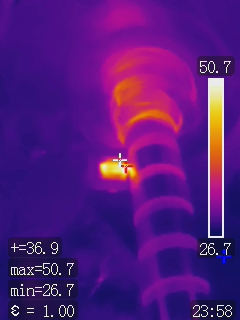 50.7
26.7
+=36.9
max=50.7
min=26.7
Є = 1.00
23:58